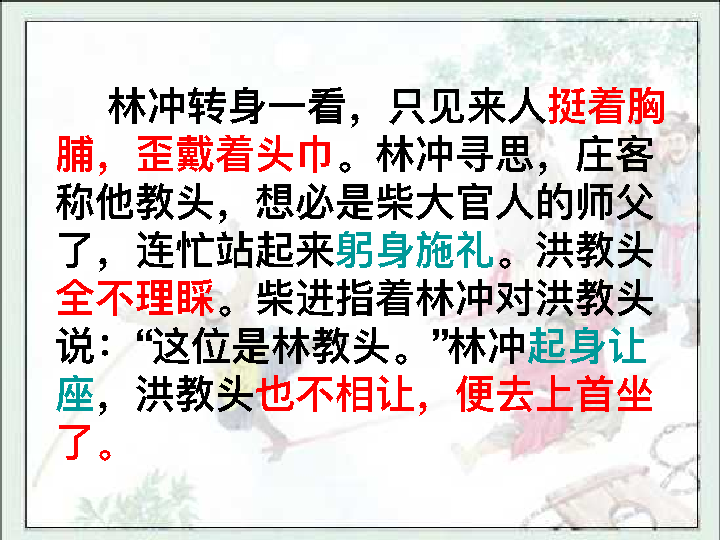 林冲转身一看，只见来人挺着胸
脯，歪戴着头巾。林冲寻思，庄客
称他教头，想必是柴大官人的师父
了，连忙站起来躬身施礼。洪教头
全不理睬。柴进指着林冲对洪教头
说：“这位是林教头。”林冲起身让
座，洪教头也不相让，便去上首坐
了。